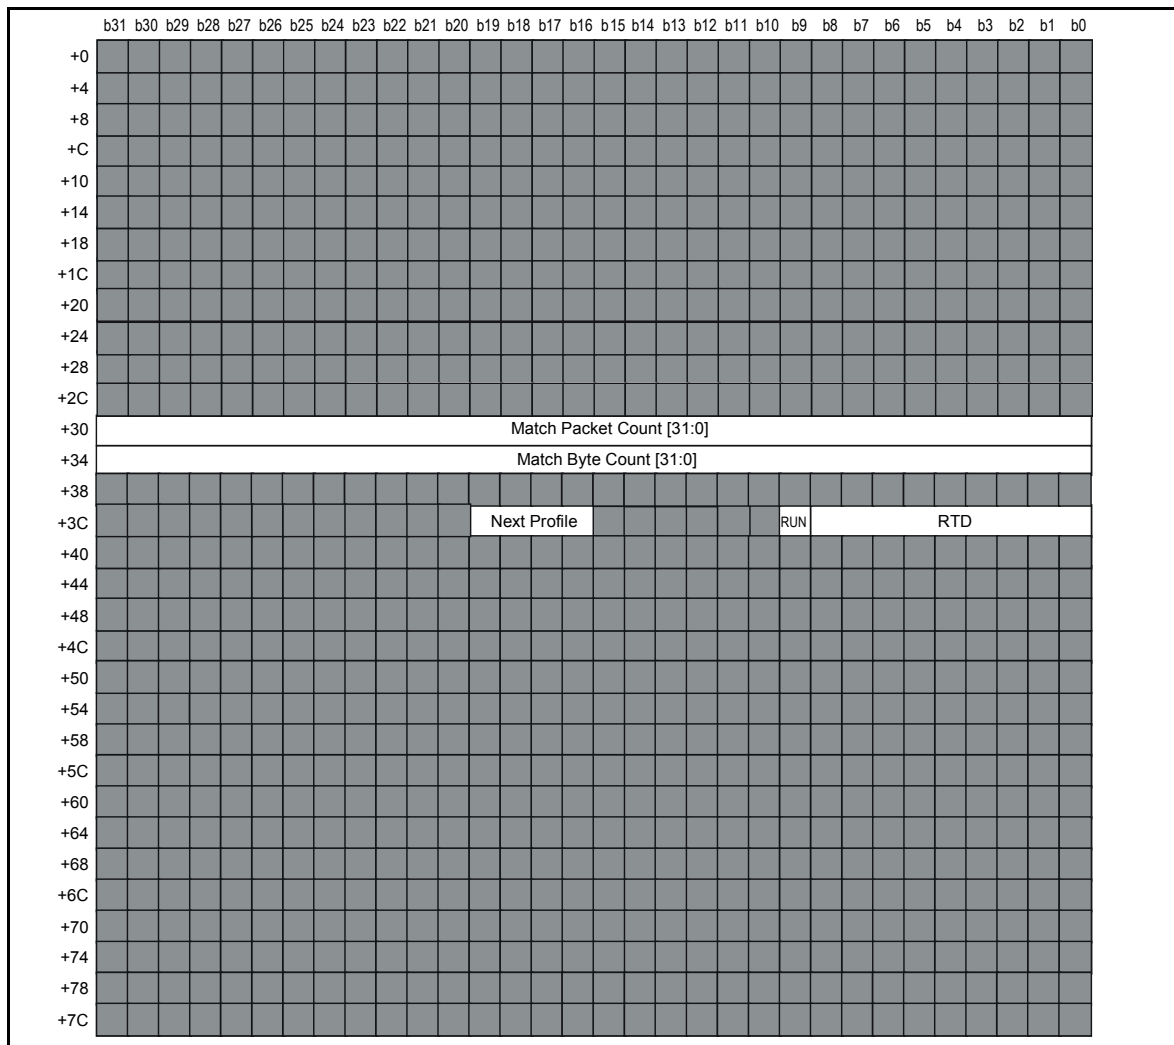 b31 b30 b29 b28 b27 b26 b25 b24 b23 b22 b21 b20 b19 b18 b17 b16 b15 b14 b13 b12 b11 b10 b9 b8 b7 b6 b5 b4 b3 b2 b1 b0
+0
+4
+8
+C
+10
+14
+18
+1C
+20
+24
+28
+2C
+30 Match Packet Count [31:0]
+34 Match Byte Count [31:0]
+38
+3C Next Profile RUN RTD
+40
+44
+48
+4C
+50
+54
+58
+5C
+60
+64
+68
+6C
+70
+74
+78
+7C